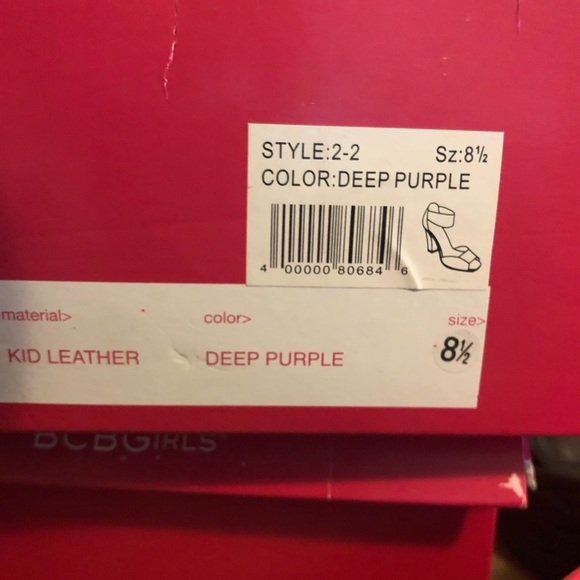 STYLE:2-2 Sz:8½
COLOR:DEEP PURPLE
4 00000 80684 6
material> color> size>
KID LEATHER DEEP PURPLE 8½
BCBGIRLS